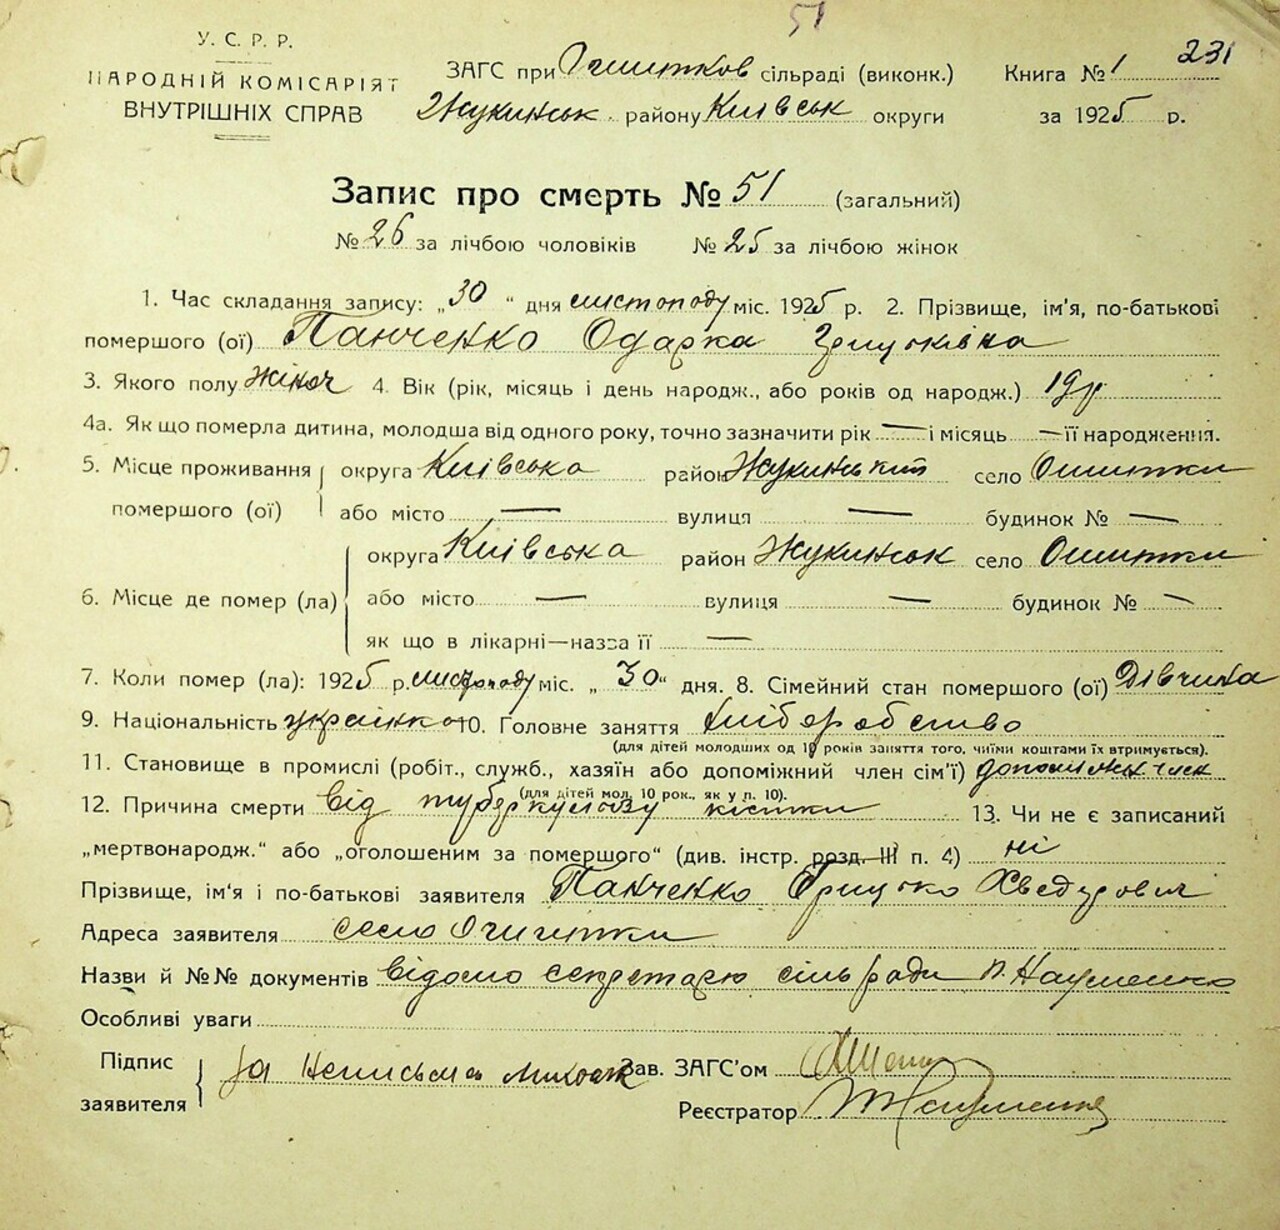 51
У. С. Р. Р.
НАРОДНІЙ КОМІСАРІЯТ
ВНУТРІШНІХ СПРАВ
ЗАГС при Ошитков сільраді (виконк.)
Жукинськ району Київськ округи
Книга № 1 231
за 1925 р.
Запис про смерть № 51 (загальний)
№ 26 за лічбою чоловіків № 25 за лічбою жінок
1. Час складання запису: „30“ дня листопаду міс. 1925 р. 2. Прізвище, ім'я, по-батькові
помершого (ої) Панченко Одарка Грицьківна
3. Якого полу жіноч 4. Вік (рік, місяць і день народж., або років од народж.) 19 р
4а. Як що померла дитина, молодша від одного року, точно зазначити рік — і місяць — її народження.
5. Місце проживання округа Київська район Жукинський село Ошитки
помершого (ої) або місто — вулиця — будинок № —
округа Київська район Жукинськ село Ошитки
6. Місце де помер (ла) або місто — вулиця — будинок № —
як що в лікарні—назва її —
7. Коли помер (ла): 1925 р. листопаду міс. „30“ дня. 8. Сімейний стан помершого (ої) Дівчина
9. Національність українка 10. Головне заняття хліборобство
(для дітей молодших од 10 років заняття того, чиїми коштами їх втримується).
11. Становище в промислі (робіт., служб., хазяїн або допоміжний член сім'ї) допоміжн член
(для дітей мол. 10 рок., як у п. 10).
12. Причина смерти від туберкульозу кістки 13. Чи не є записаний
„мертвонародж.“ або „оголошеним за помершого“ (див. інстр. розд. III п. 4) ні
Прізвище, ім'я і по-батькові заявителя Панченко Грицько Хведорович
Адреса заявителя село Ошитки
Назви й №№ документів відомо секретарю сільради п. Науменко
Особливі уваги
Підпис
заявителя за неписьмен
Зав. ЗАГС'ом
Реєстратор Науменко